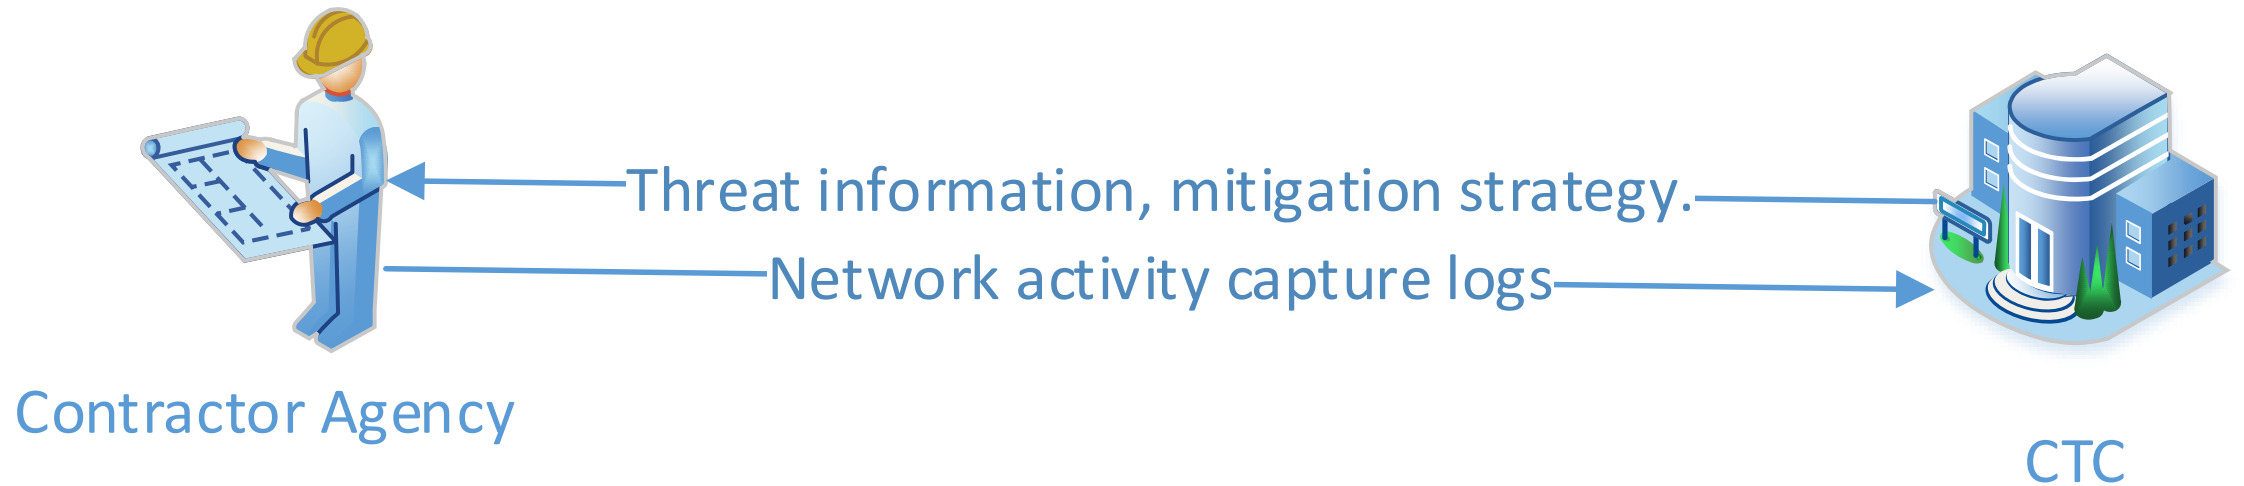 Threat information, mitigation strategy.
Network activity capture logs
Contractor Agency
CTC